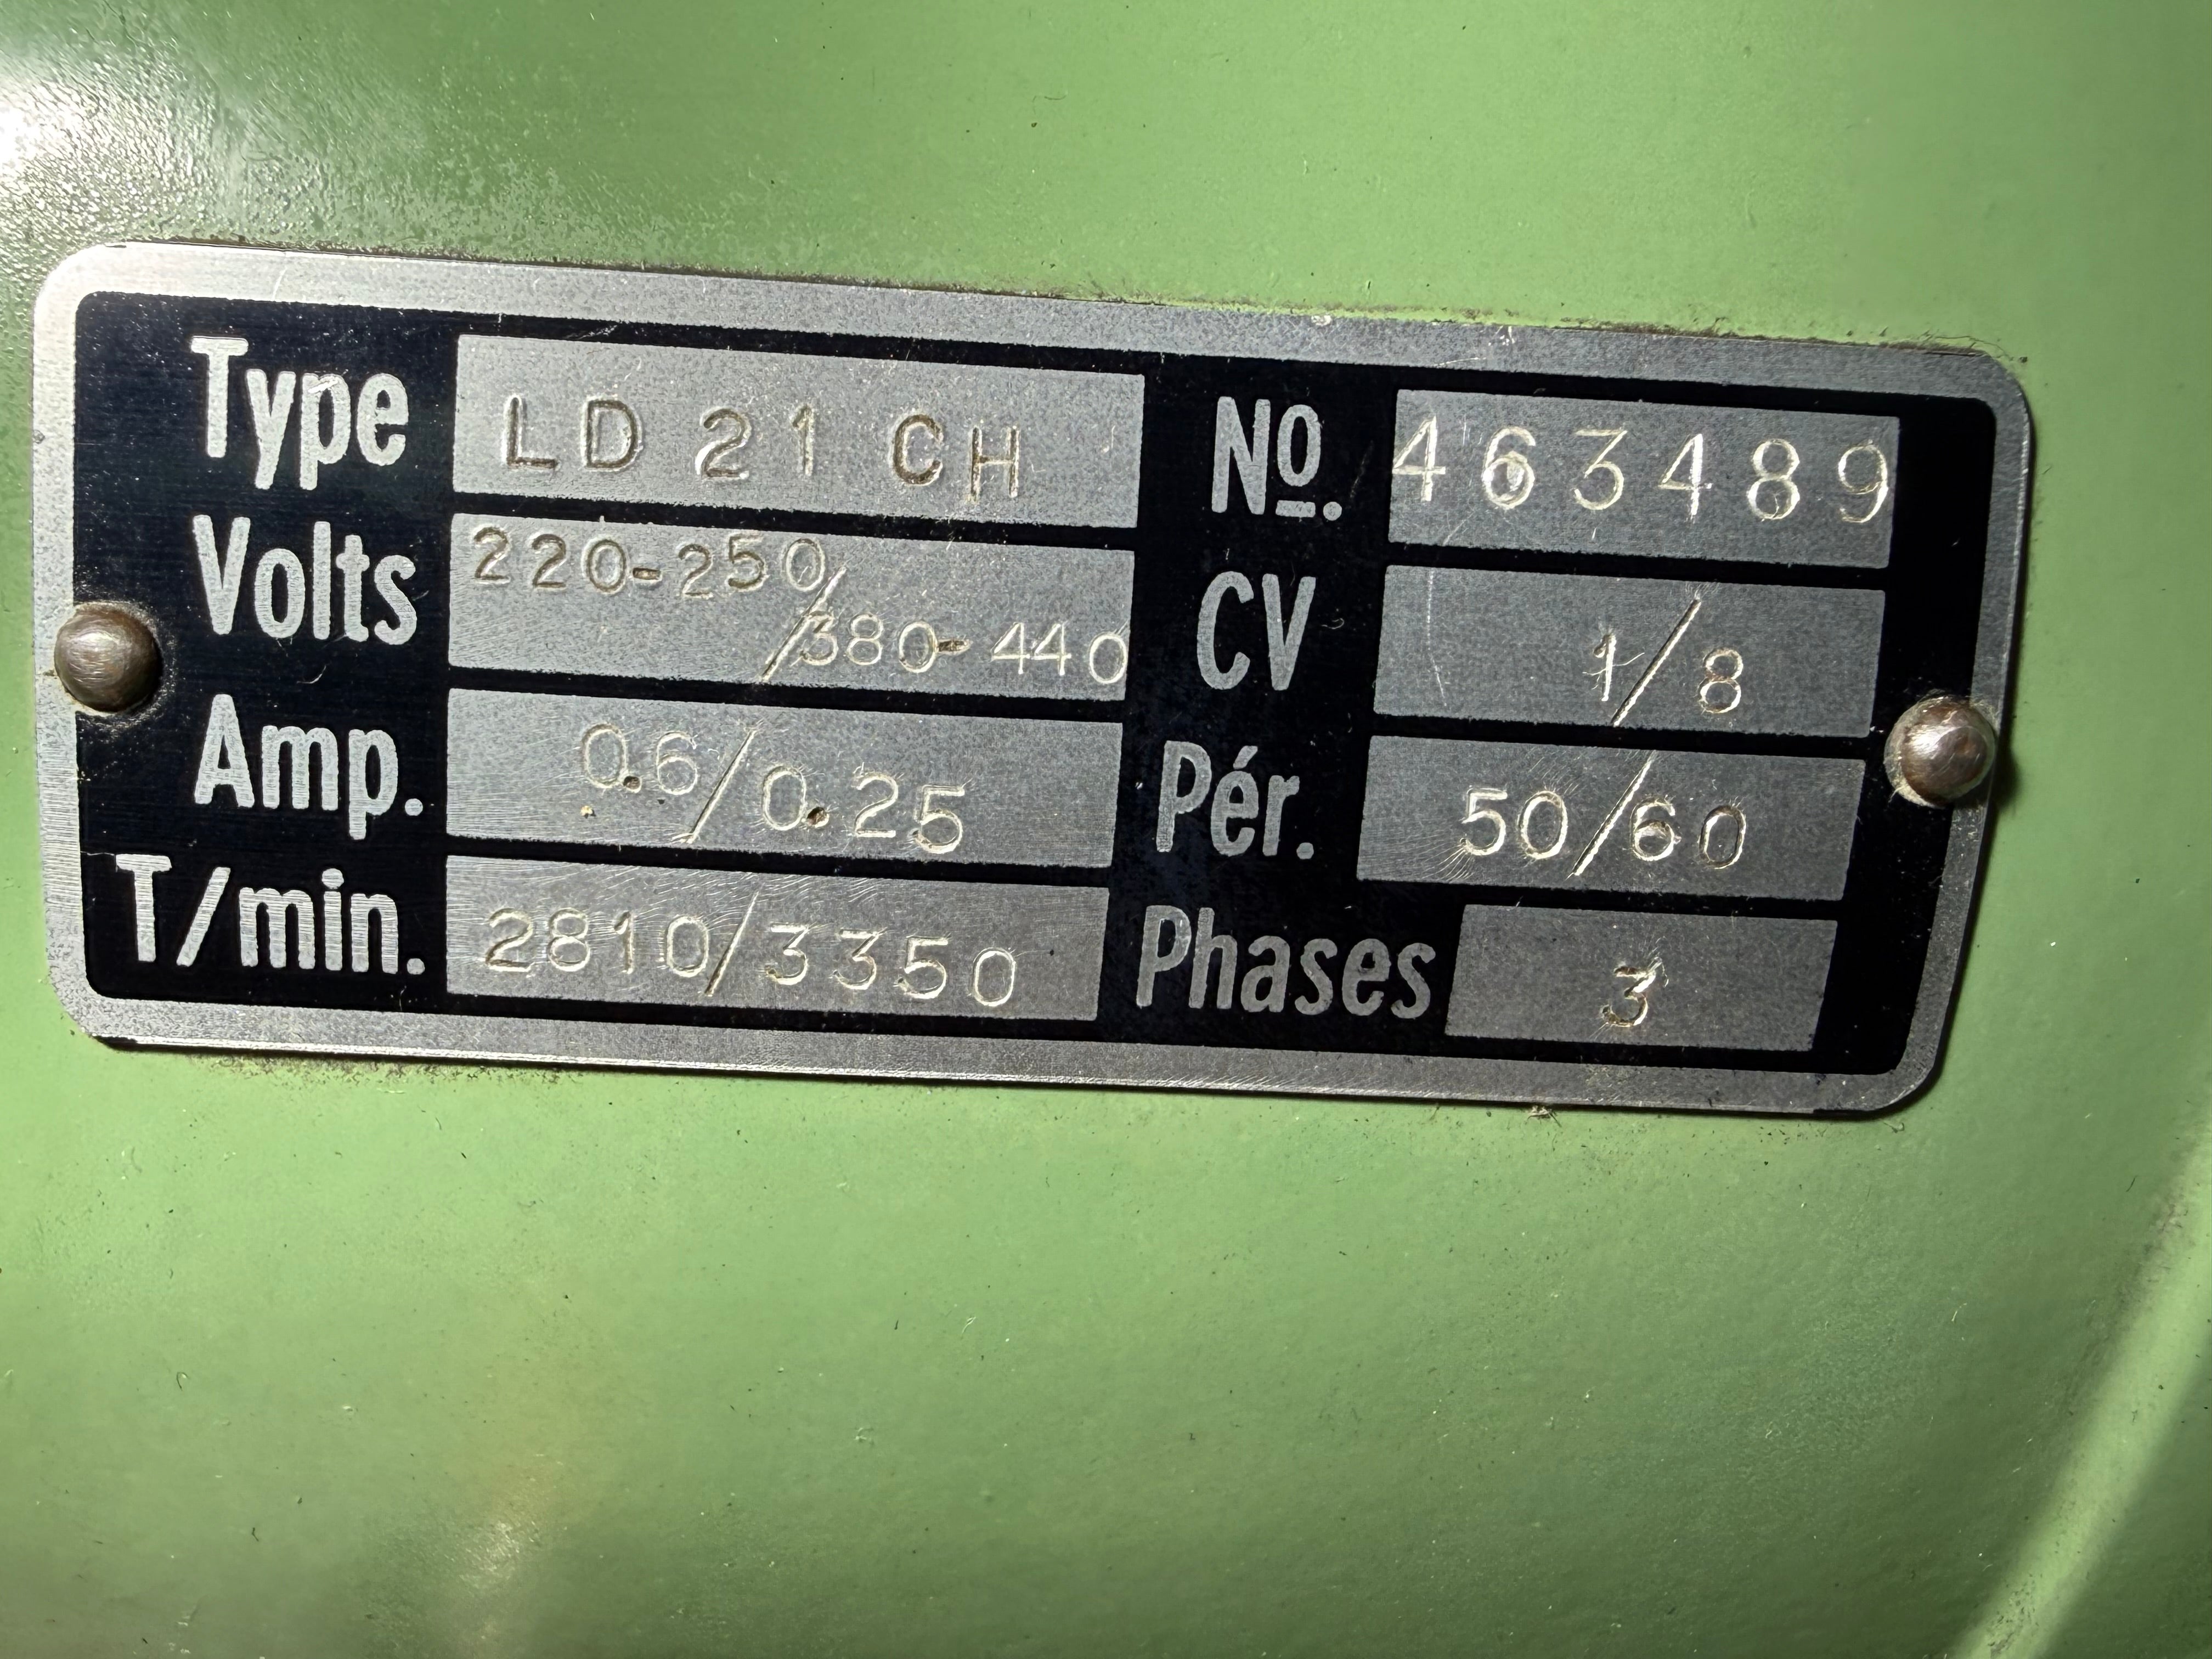 Type LD 21 CH No. 463489
Volts 220-250/380-440 CV 1/8
Amp. 0.6/0.25 Pér. 50/60
T/min. 2810/3350 Phases 3